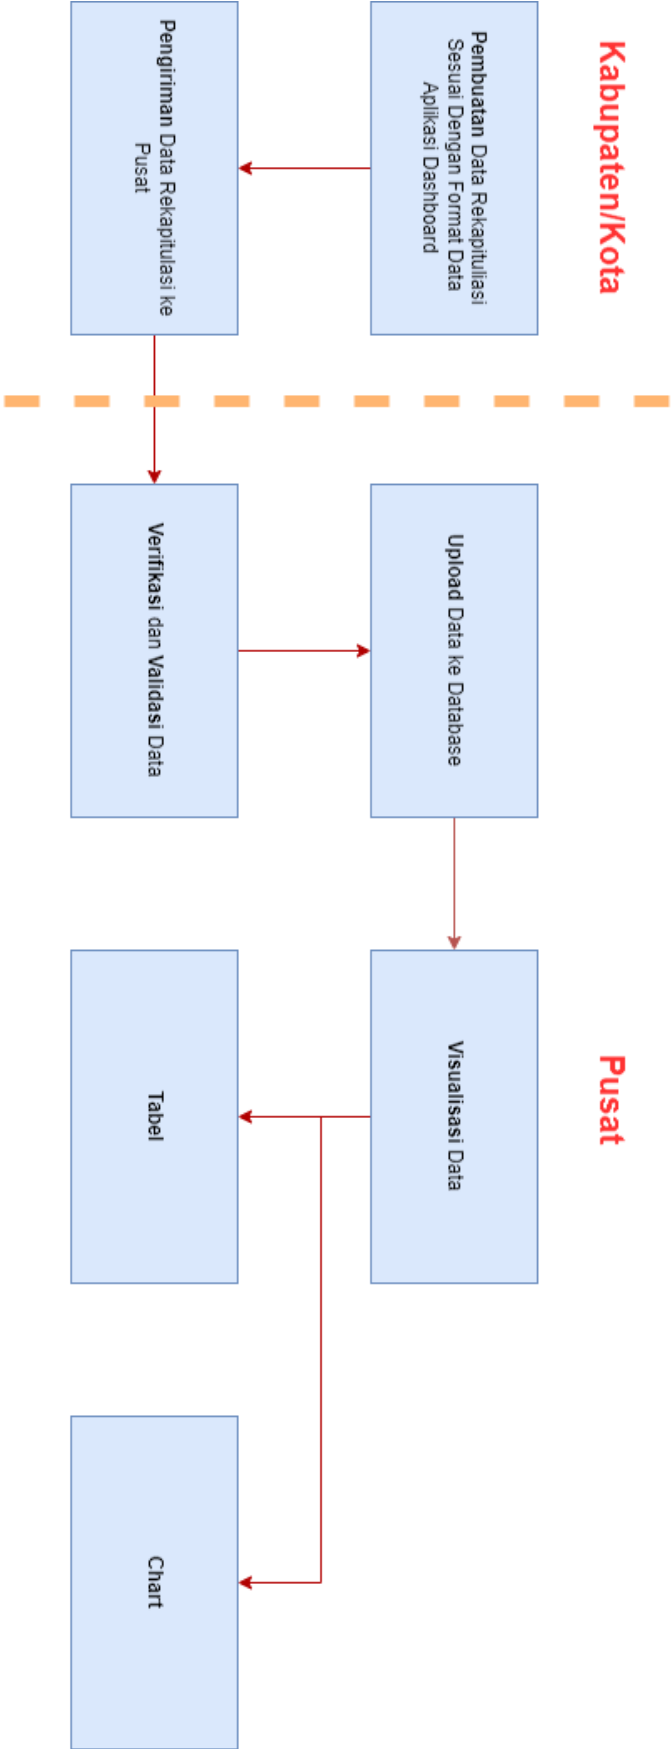 Kabupaten/Kota
Pusat
Pembuatan Data Rekapituliasi
Sesuai Dengan Format Data
Aplikasi Dashboard
Upload Data ke Database
Visualisasi Data
Pengiriman Data Rekapitulasi ke
Pusat
Verifikasi dan Validasi Data
Tabel
Chart